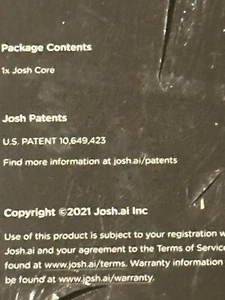 Package Contents
1x Josh Core
Josh Patents
U.S. PATENT 10,649,423
Find more information at josh.ai/patents
Copyright ©2021 Josh.ai Inc
Use of this product is subject to your registration w
Josh.ai and your agreement to the Terms of Service
found at www.josh.ai/terms. Warranty information
be found at www.josh.ai/warranty.